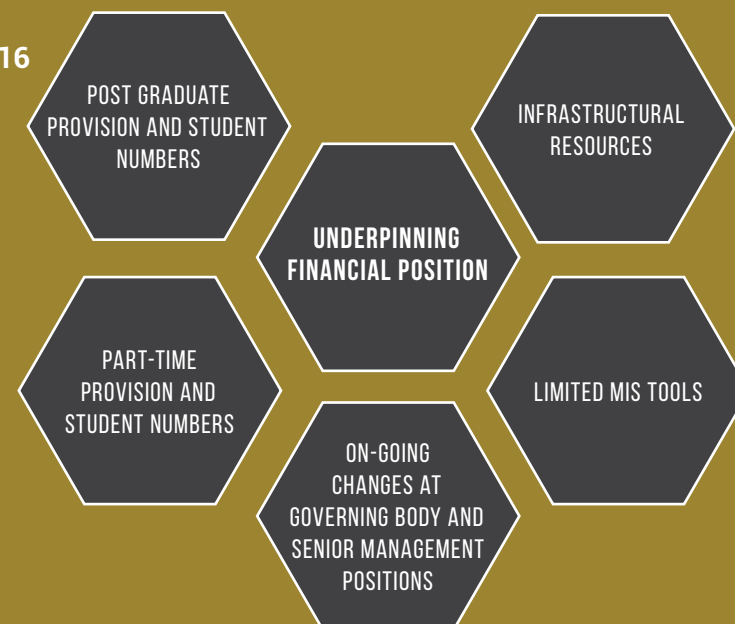 16
POST GRADUATE
PROVISION AND STUDENT
NUMBERS
INFRASTRUCTURAL
RESOURCES
UNDERPINNING
FINANCIAL POSITION
PART-TIME
PROVISION AND
STUDENT NUMBERS
LIMITED MIS TOOLS
ON-GOING
CHANGES AT
GOVERNING BODY AND
SENIOR MANAGEMENT
POSITIONS